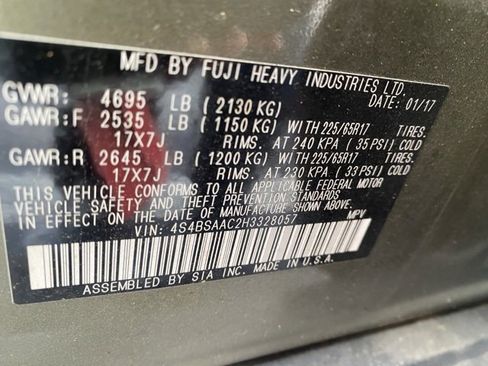 MFD BY FUJI HEAVY INDUSTRIES LTD.
GVWR: 4695 LB (2130 KG) DATE: 01/17
GAWR:F 2535 LB (1150 KG) WITH 225/65R17 TIRES.
17X7J RIMS. AT 240 KPA (35 PSI) COLD
GAWR:R 2645 LB (1200 KG) WITH 225/65R17 TIRES.
17X7J RIMS. AT 230 KPA (33 PSI) COLD
THIS VEHICLE CONFORMS TO ALL APPLICABLE FEDERAL MOTOR
VEHICLE SAFETY AND THEFT PREVENTION STANDARDS
IN EFFECT ON THE DATE OF MANUFACTURE SHOWN ABOVE.
VIN: 4S4BSAAC2H3328057 MPV
ASSEMBLED BY SIA INC. MADE IN U.S.A.